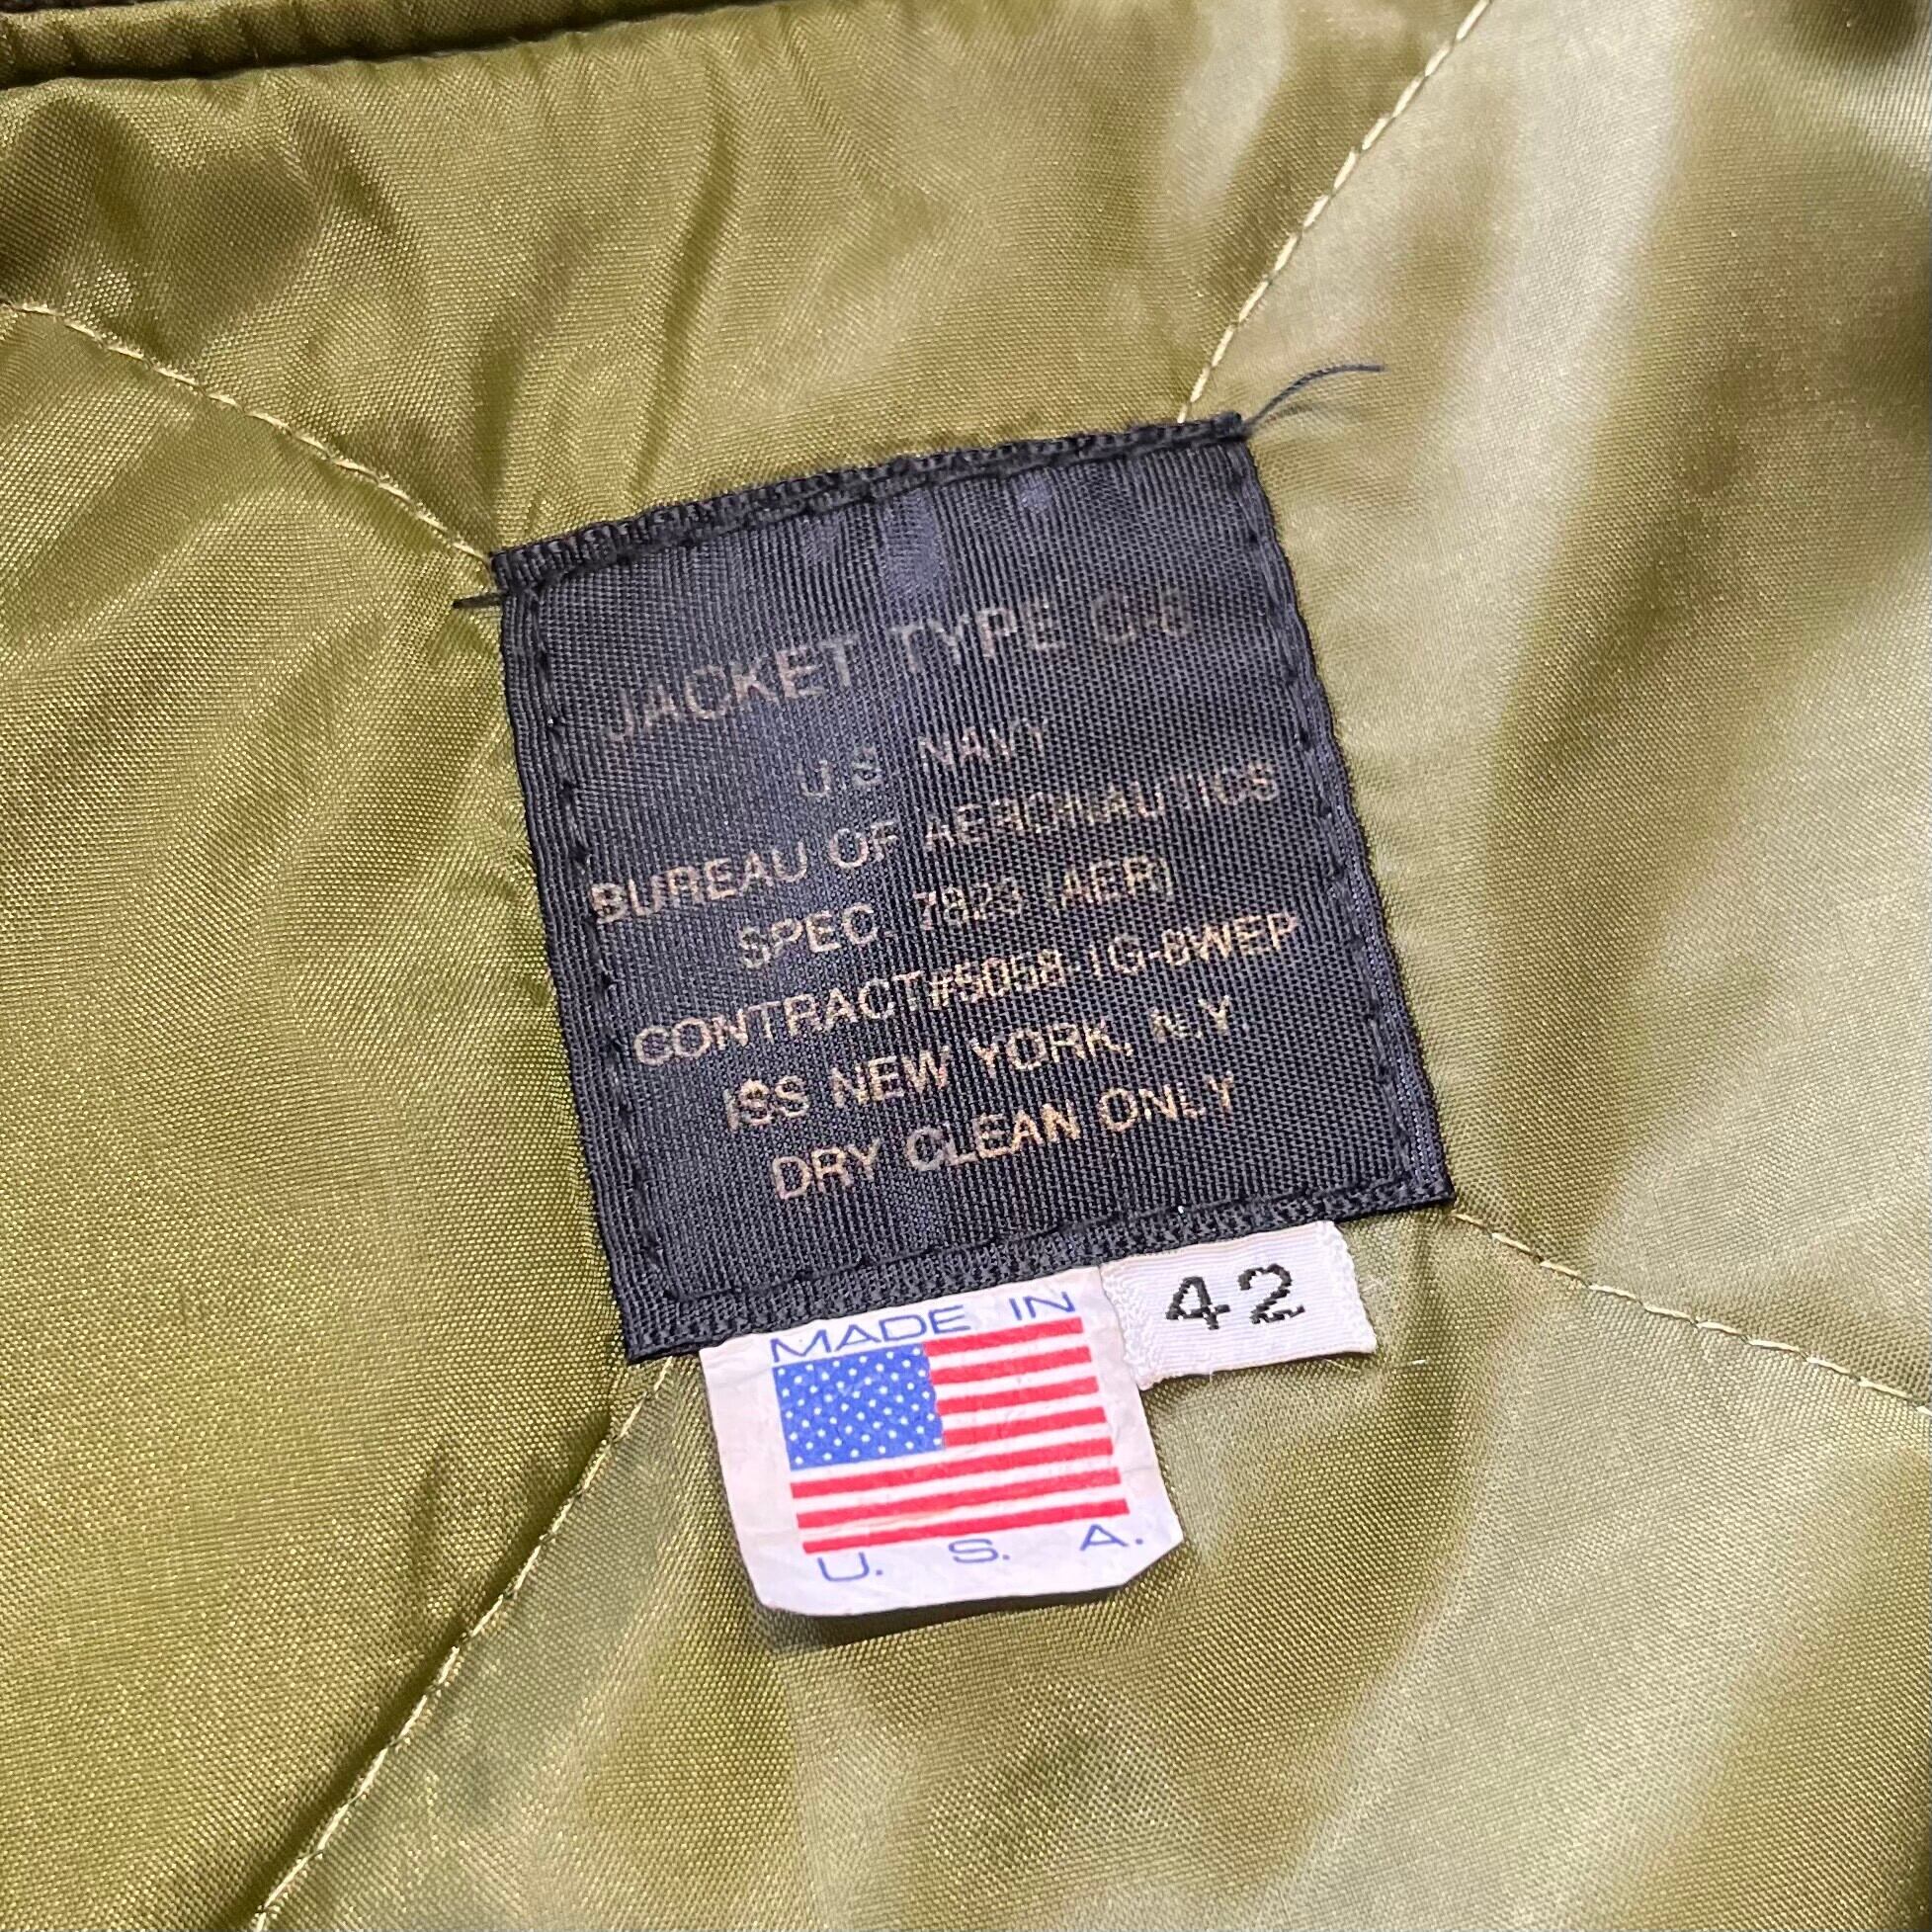 JACKET TYPE G-8
U.S. NAVY
BUREAU OF AERONAUTICS
SPEC. 7823 (AER)
CONTRACT#9058-1G-8WEP
ISS NEW YORK, N.Y.
DRY CLEAN ONLY
42
MADE IN
U. S. A.